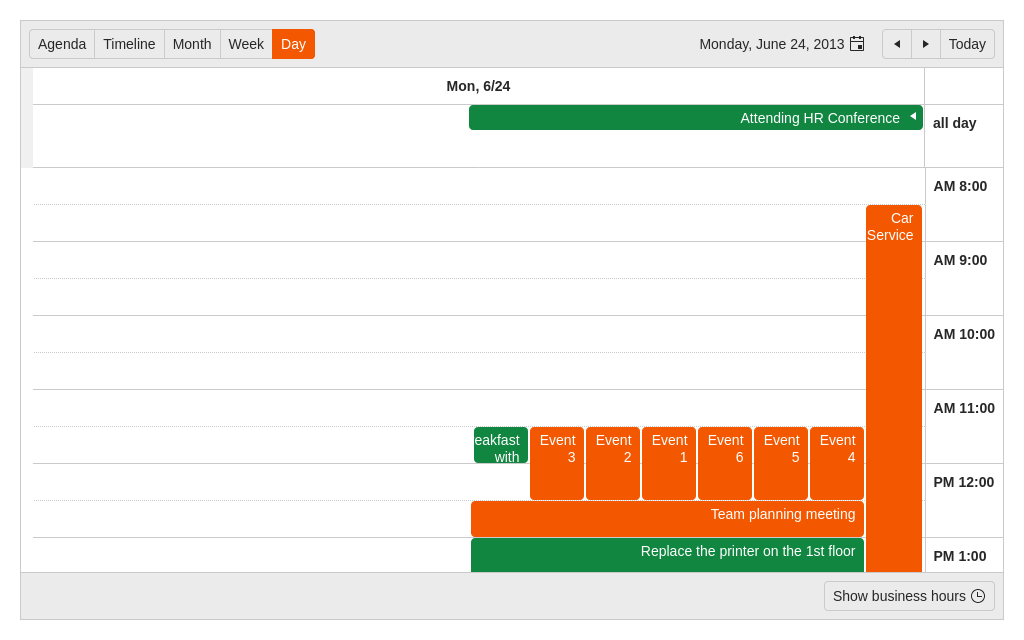 Agenda
Timeline
Month
Week
Day
Monday, June 24, 2013
Today
Mon, 6/24
Attending HR Conference
all day
AM 8:00
Car
Service
AM 9:00
AM 10:00
AM 11:00
eakfast
with
Event
3
Event
2
Event
1
Event
6
Event
5
Event
4
PM 12:00
Team planning meeting
Replace the printer on the 1st floor
PM 1:00
Show business hours